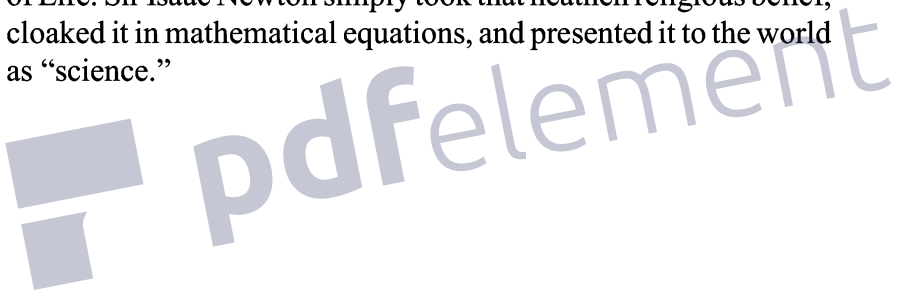 of Life. Sir Isaac Newton simply took that heathen religious belief,
cloaked it in mathematical equations, and presented it to the world
as “science.”
pdfelement